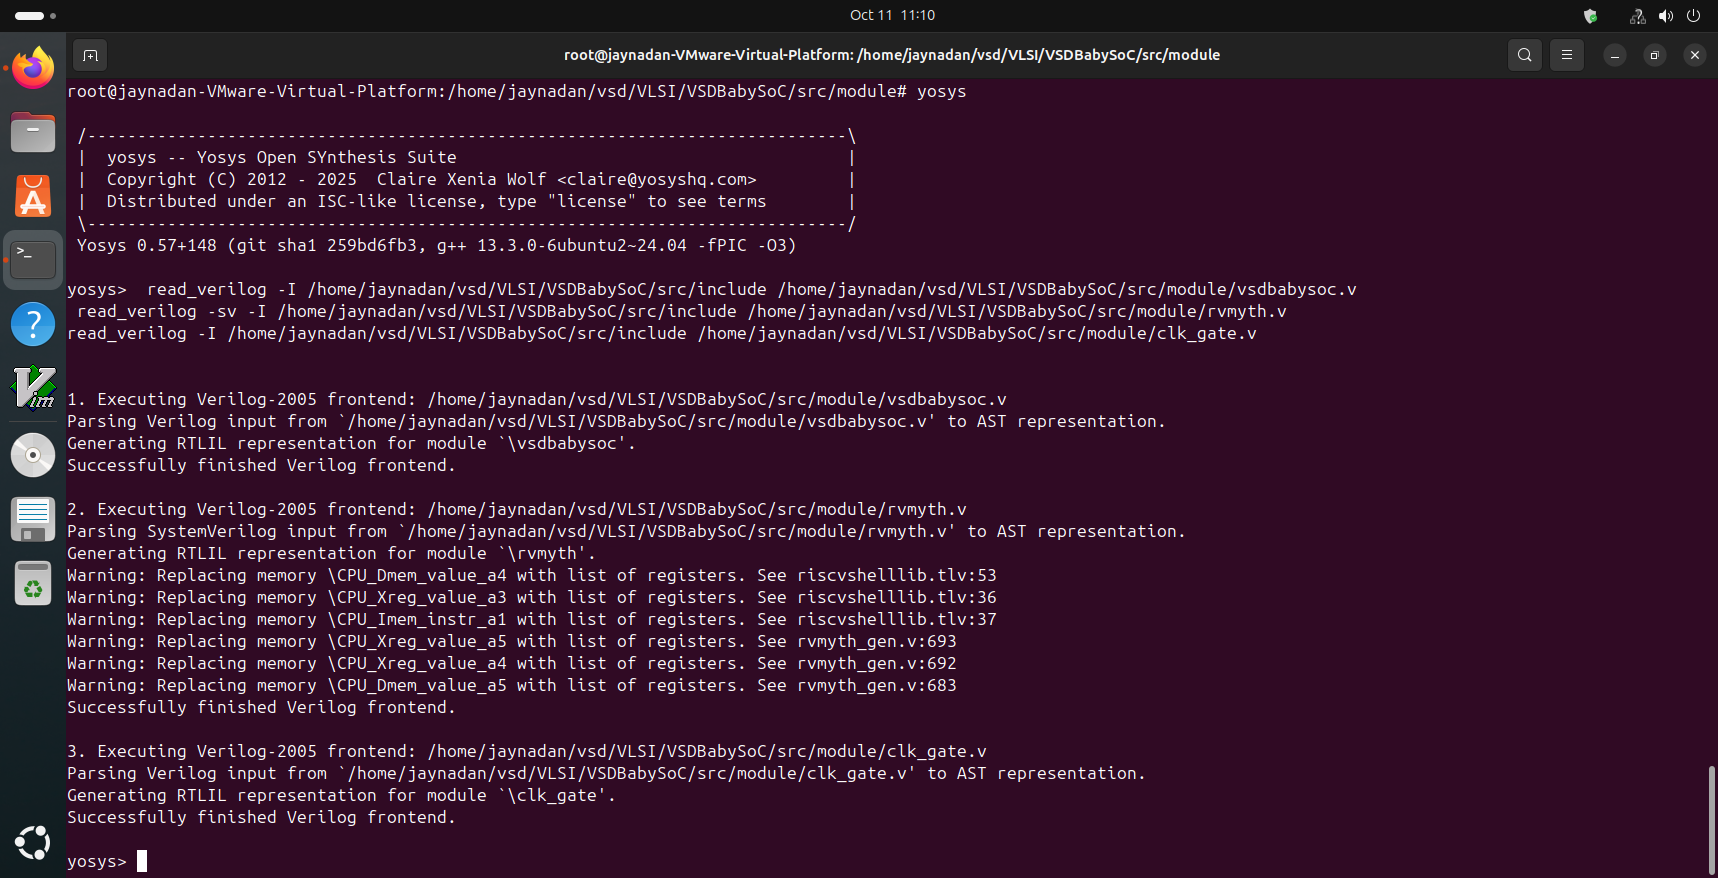 Oct 11 11:10
root@jaynadan-VMware-Virtual-Platform: /home/jaynadan/vsd/VLSI/VSDBabySoC/src/module
root@jaynadan-VMware-Virtual-Platform:/home/jaynadan/vsd/VLSI/VSDBabySoC/src/module# yosys
/----------------------------------------------------------------------------\
|  yosys -- Yosys Open SYnthesis Suite                                       |
|  Copyright (C) 2012 - 2025  Claire Xenia Wolf <claire@yosyshq.com>         |
|  Distributed under an ISC-like license, type "license" to see terms        |
\----------------------------------------------------------------------------/
Yosys 0.57+148 (git sha1 259bd6fb3, g++ 13.3.0-6ubuntu2~24.04 -fPIC -O3)
yosys>  read_verilog -I /home/jaynadan/vsd/VLSI/VSDBabySoC/src/include /home/jaynadan/vsd/VLSI/VSDBabySoC/src/module/vsdbabysoc.v
read_verilog -sv -I /home/jaynadan/vsd/VLSI/VSDBabySoC/src/include /home/jaynadan/vsd/VLSI/VSDBabySoC/src/module/rvmyth.v
read_verilog -I /home/jaynadan/vsd/VLSI/VSDBabySoC/src/include /home/jaynadan/vsd/VLSI/VSDBabySoC/src/module/clk_gate.v
1. Executing Verilog-2005 frontend: /home/jaynadan/vsd/VLSI/VSDBabySoC/src/module/vsdbabysoc.v
Parsing Verilog input from `/home/jaynadan/vsd/VLSI/VSDBabySoC/src/module/vsdbabysoc.v' to AST representation.
Generating RTLIL representation for module `\vsdbabysoc'.
Successfully finished Verilog frontend.
2. Executing Verilog-2005 frontend: /home/jaynadan/vsd/VLSI/VSDBabySoC/src/module/rvmyth.v
Parsing SystemVerilog input from `/home/jaynadan/vsd/VLSI/VSDBabySoC/src/module/rvmyth.v' to AST representation.
Generating RTLIL representation for module `\rvmyth'.
Warning: Replacing memory \CPU_Dmem_value_a4 with list of registers. See riscvshelllib.tlv:53
Warning: Replacing memory \CPU_Xreg_value_a3 with list of registers. See riscvshelllib.tlv:36
Warning: Replacing memory \CPU_Imem_instr_a1 with list of registers. See riscvshelllib.tlv:37
Warning: Replacing memory \CPU_Xreg_value_a5 with list of registers. See rvmyth_gen.v:693
Warning: Replacing memory \CPU_Xreg_value_a4 with list of registers. See rvmyth_gen.v:692
Warning: Replacing memory \CPU_Dmem_value_a5 with list of registers. See rvmyth_gen.v:683
Successfully finished Verilog frontend.
3. Executing Verilog-2005 frontend: /home/jaynadan/vsd/VLSI/VSDBabySoC/src/module/clk_gate.v
Parsing Verilog input from `/home/jaynadan/vsd/VLSI/VSDBabySoC/src/module/clk_gate.v' to AST representation.
Generating RTLIL representation for module `\clk_gate'.
Successfully finished Verilog frontend.
yosys>